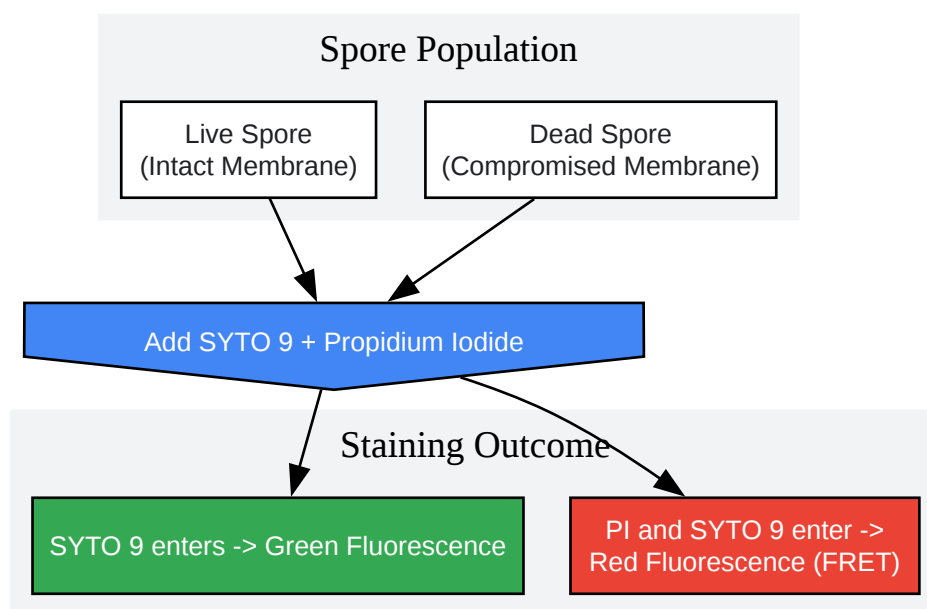 Spore Population
Live Spore
(Intact Membrane)
Dead Spore
(Compromised Membrane)
Add SYTO 9 + Propidium Iodide
Staining Outcome
SYTO 9 enters -> Green Fluorescence
PI and SYTO 9 enter ->
Red Fluorescence (FRET)